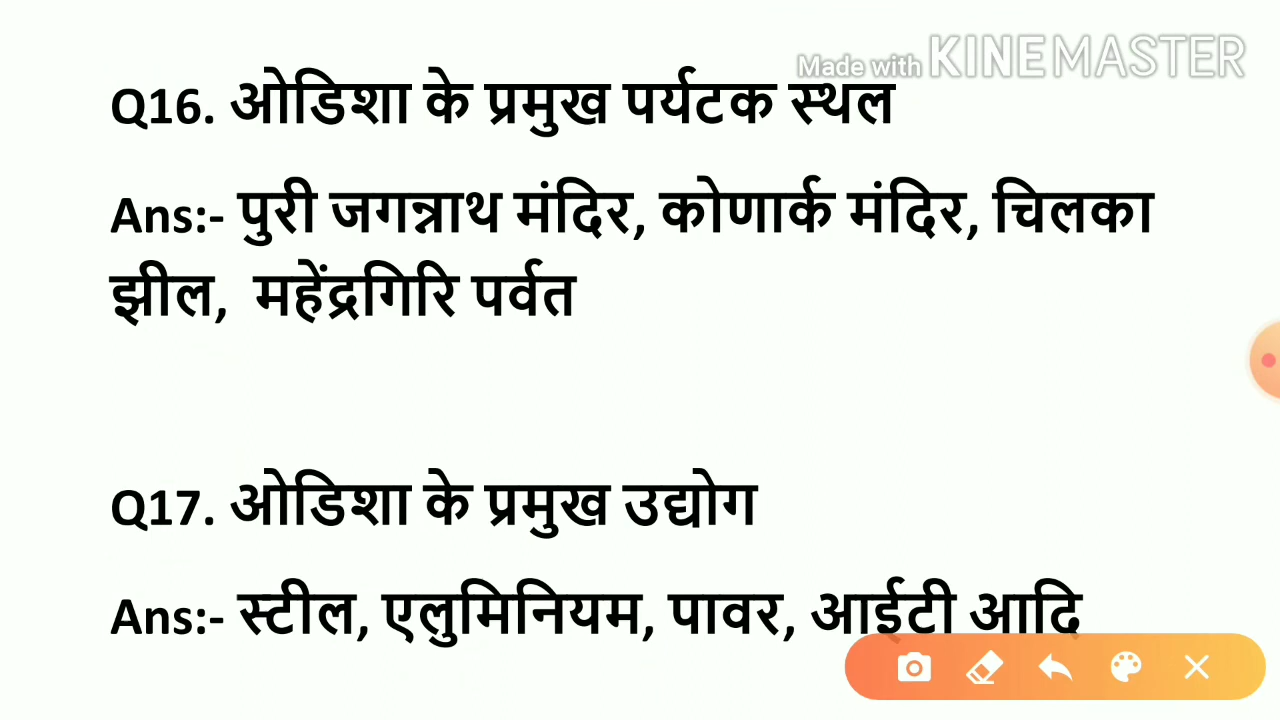 Made with KINEMASTER
Q16. ओडिशा के प्रमुख पर्यटक स्थल
Ans:- पुरी जगन्नाथ मंदिर, कोणार्क मंदिर, चिलका
झील, महेंद्रगिरि पर्वत
Q17. ओडिशा के प्रमुख उद्योग
Ans:- स्टील, एलुमिनियम, पावर, आईटी आदि